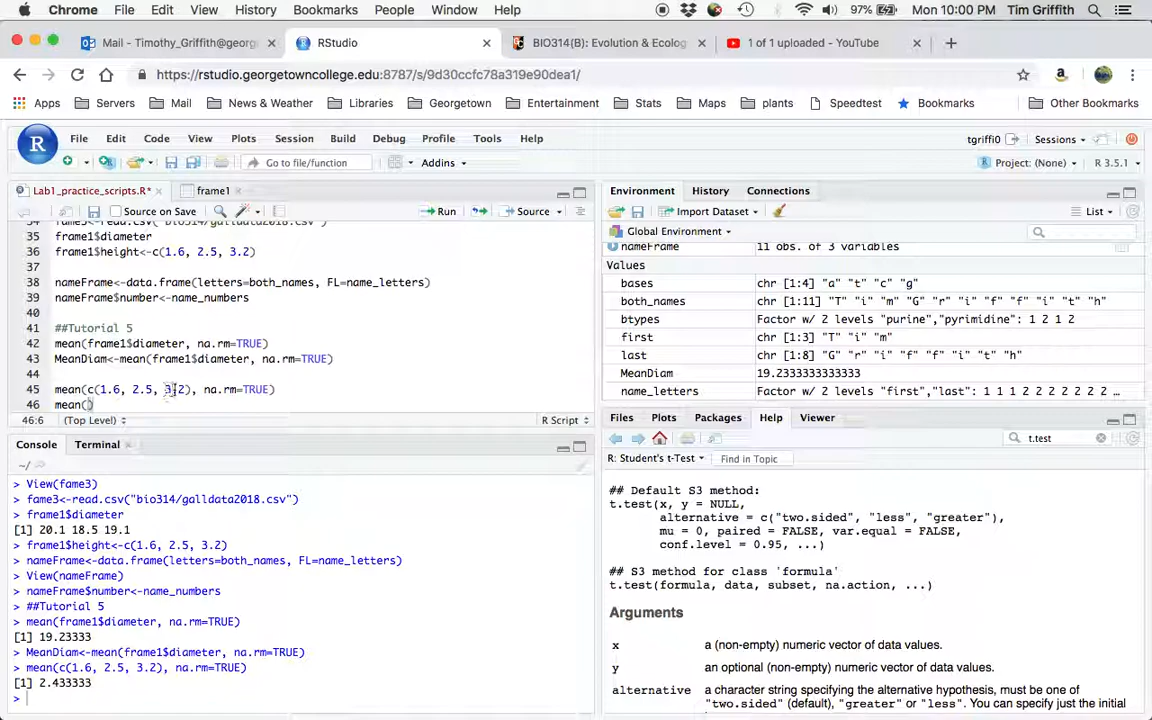 Chrome File Edit View History Bookmarks People Window Help 97% Mon 10:00 PM Tim Griffith
Mail - Timothy_Griffith@georg RStudio BIO314(B): Evolution & Ecolog 1 of 1 uploaded - YouTube
https://rstudio.georgetowncollege.edu:8787/s/9d30ccfc78a319e90dea1/
Apps Servers Mail News & Weather Libraries Georgetown Entertainment Stats Maps plants Speedtest Bookmarks Other Bookmarks
File Edit Code View Plots Session Build Debug Profile Tools Help tgriffi0 Sessions
Go to file/function Addins Project: (None) R 3.5.1
Lab1_practice_scripts.R* frame1
Source on Save Run Source
35 frame1$diameter
36 frame1$height<-c(1.6, 2.5, 3.2)
37
38 nameFrame<-data.frame(letters=both_names, FL=name_letters)
39 nameFrame$number<-name_numbers
40
41 ##Tutorial 5
42 mean(frame1$diameter, na.rm=TRUE)
43 MeanDiam<-mean(frame1$diameter, na.rm=TRUE)
44
45 mean(c(1.6, 2.5, 3.2), na.rm=TRUE)
46 mean()
46:6 (Top Level) R Script
Console Terminal
~/
> View(fame3)
> fame3<-read.csv("bio314/galldata2018.csv")
> frame1$diameter
[1] 20.1 18.5 19.1
> frame1$height<-c(1.6, 2.5, 3.2)
> nameFrame<-data.frame(letters=both_names, FL=name_letters)
> View(nameFrame)
> nameFrame$number<-name_numbers
> ##Tutorial 5
> mean(frame1$diameter, na.rm=TRUE)
[1] 19.23333
> MeanDiam<-mean(frame1$diameter, na.rm=TRUE)
> mean(c(1.6, 2.5, 3.2), na.rm=TRUE)
[1] 2.433333
>
Environment History Connections
Import Dataset List
Global Environment
nameFrame 11 obs. of 3 variables
Values
bases chr [1:4] "a" "t" "c" "g"
both_names chr [1:11] "T" "i" "m" "G" "r" "i" "f" "f" "i" "t" "h"
btypes Factor w/ 2 levels "purine","pyrimidine": 1 2 1 2
first chr [1:3] "T" "i" "m"
last chr [1:8] "G" "r" "i" "f" "f" "i" "t" "h"
MeanDiam 19.2333333333333
name_letters Factor w/ 2 levels "first","last": 1 1 1 2 2 2 2 2 2 2 …
Files Plots Packages Help Viewer
t.test
R: Student's t-Test Find in Topic
## Default S3 method:
t.test(x, y = NULL,
alternative = c("two.sided", "less", "greater"),
mu = 0, paired = FALSE, var.equal = FALSE,
conf.level = 0.95, ...)
## S3 method for class 'formula'
t.test(formula, data, subset, na.action, ...)
Arguments
x a (non-empty) numeric vector of data values.
y an optional (non-empty) numeric vector of data values.
alternative a character string specifying the alternative hypothesis, must be one of
"two.sided" (default), "greater" or "less". You can specify just the initial